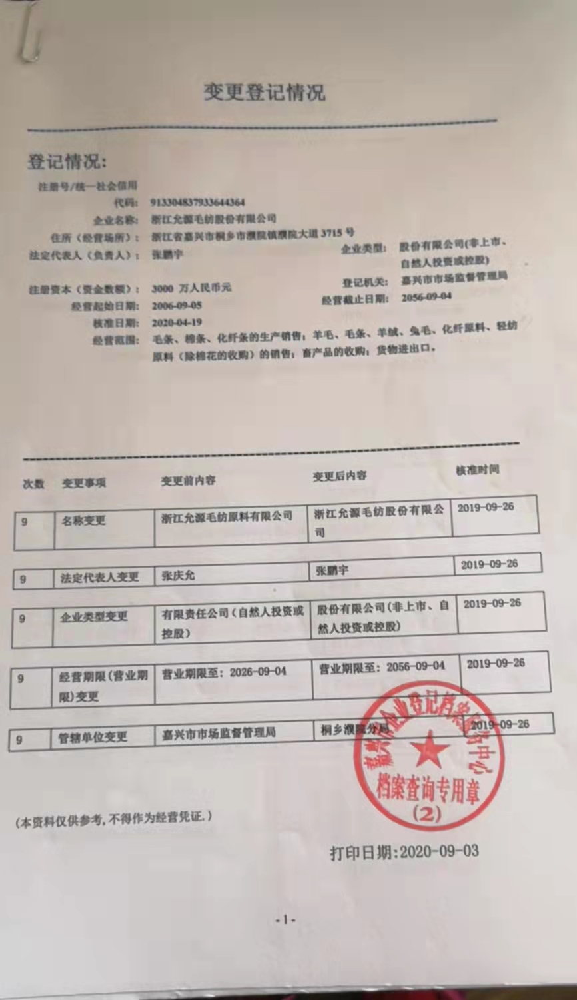 变更登记情况
登记情况:
注册号/统一社会信用
代码: 913304837933644364
企业名称: 浙江允源毛纺股份有限公司
住所（经营场所）: 浙江省嘉兴市桐乡市濮院镇濮院大道 3715 号
法定代表人（负责人）: 张鹏宇 企业类型: 股份有限公司(非上市、
自然人投资或控股)
注册资本（资金数额）: 3000 万人民币元 登记机关: 嘉兴市市场监督管理局
经营起始日期: 2006-09-05 经营截止日期: 2056-09-04
核准日期: 2020-04-19
经营范围: 毛条、棉条、化纤条的生产销售；羊毛、毛条、羊绒、兔毛、化纤原料、轻纺
原料（除棉花的收购）的销售；畜产品的收购；货物进出口。
次数 变更事项 变更前内容 变更后内容 核准时间
9 名称变更 浙江允源毛纺原料有限公司 浙江允源毛纺股份有限公 2019-09-26
司
9 法定代表人变更 张庆允 张鹏宇 2019-09-26
9 企业类型变更 有限责任公司（自然人投资或 股份有限公司(非上市、自 2019-09-26
控股） 然人投资或控股)
9 经营期限(营业期 营业期限至: 2026-09-04 营业期限至: 2056-09-04 2019-09-26
限)变更
9 管辖单位变更 嘉兴市市场监督管理局 桐乡濮院分局 2019-09-26
嘉兴市企业登记档案服务中心
档案查询专用章
(2)
(本资料仅供参考,不得作为经营凭证.)
打印日期:2020-09-03
-1-